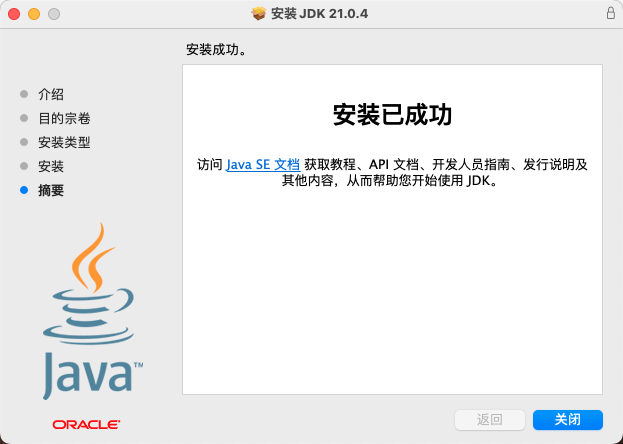 安装 JDK 21.0.4
安装成功。
介绍
目的宗卷
安装类型
安装
摘要
安装已成功
访问 Java SE 文档 获取教程、API 文档、开发人员指南、发行说明及
其他内容，从而帮助您开始使用 JDK。
Java™
ORACLE®
返回
关闭